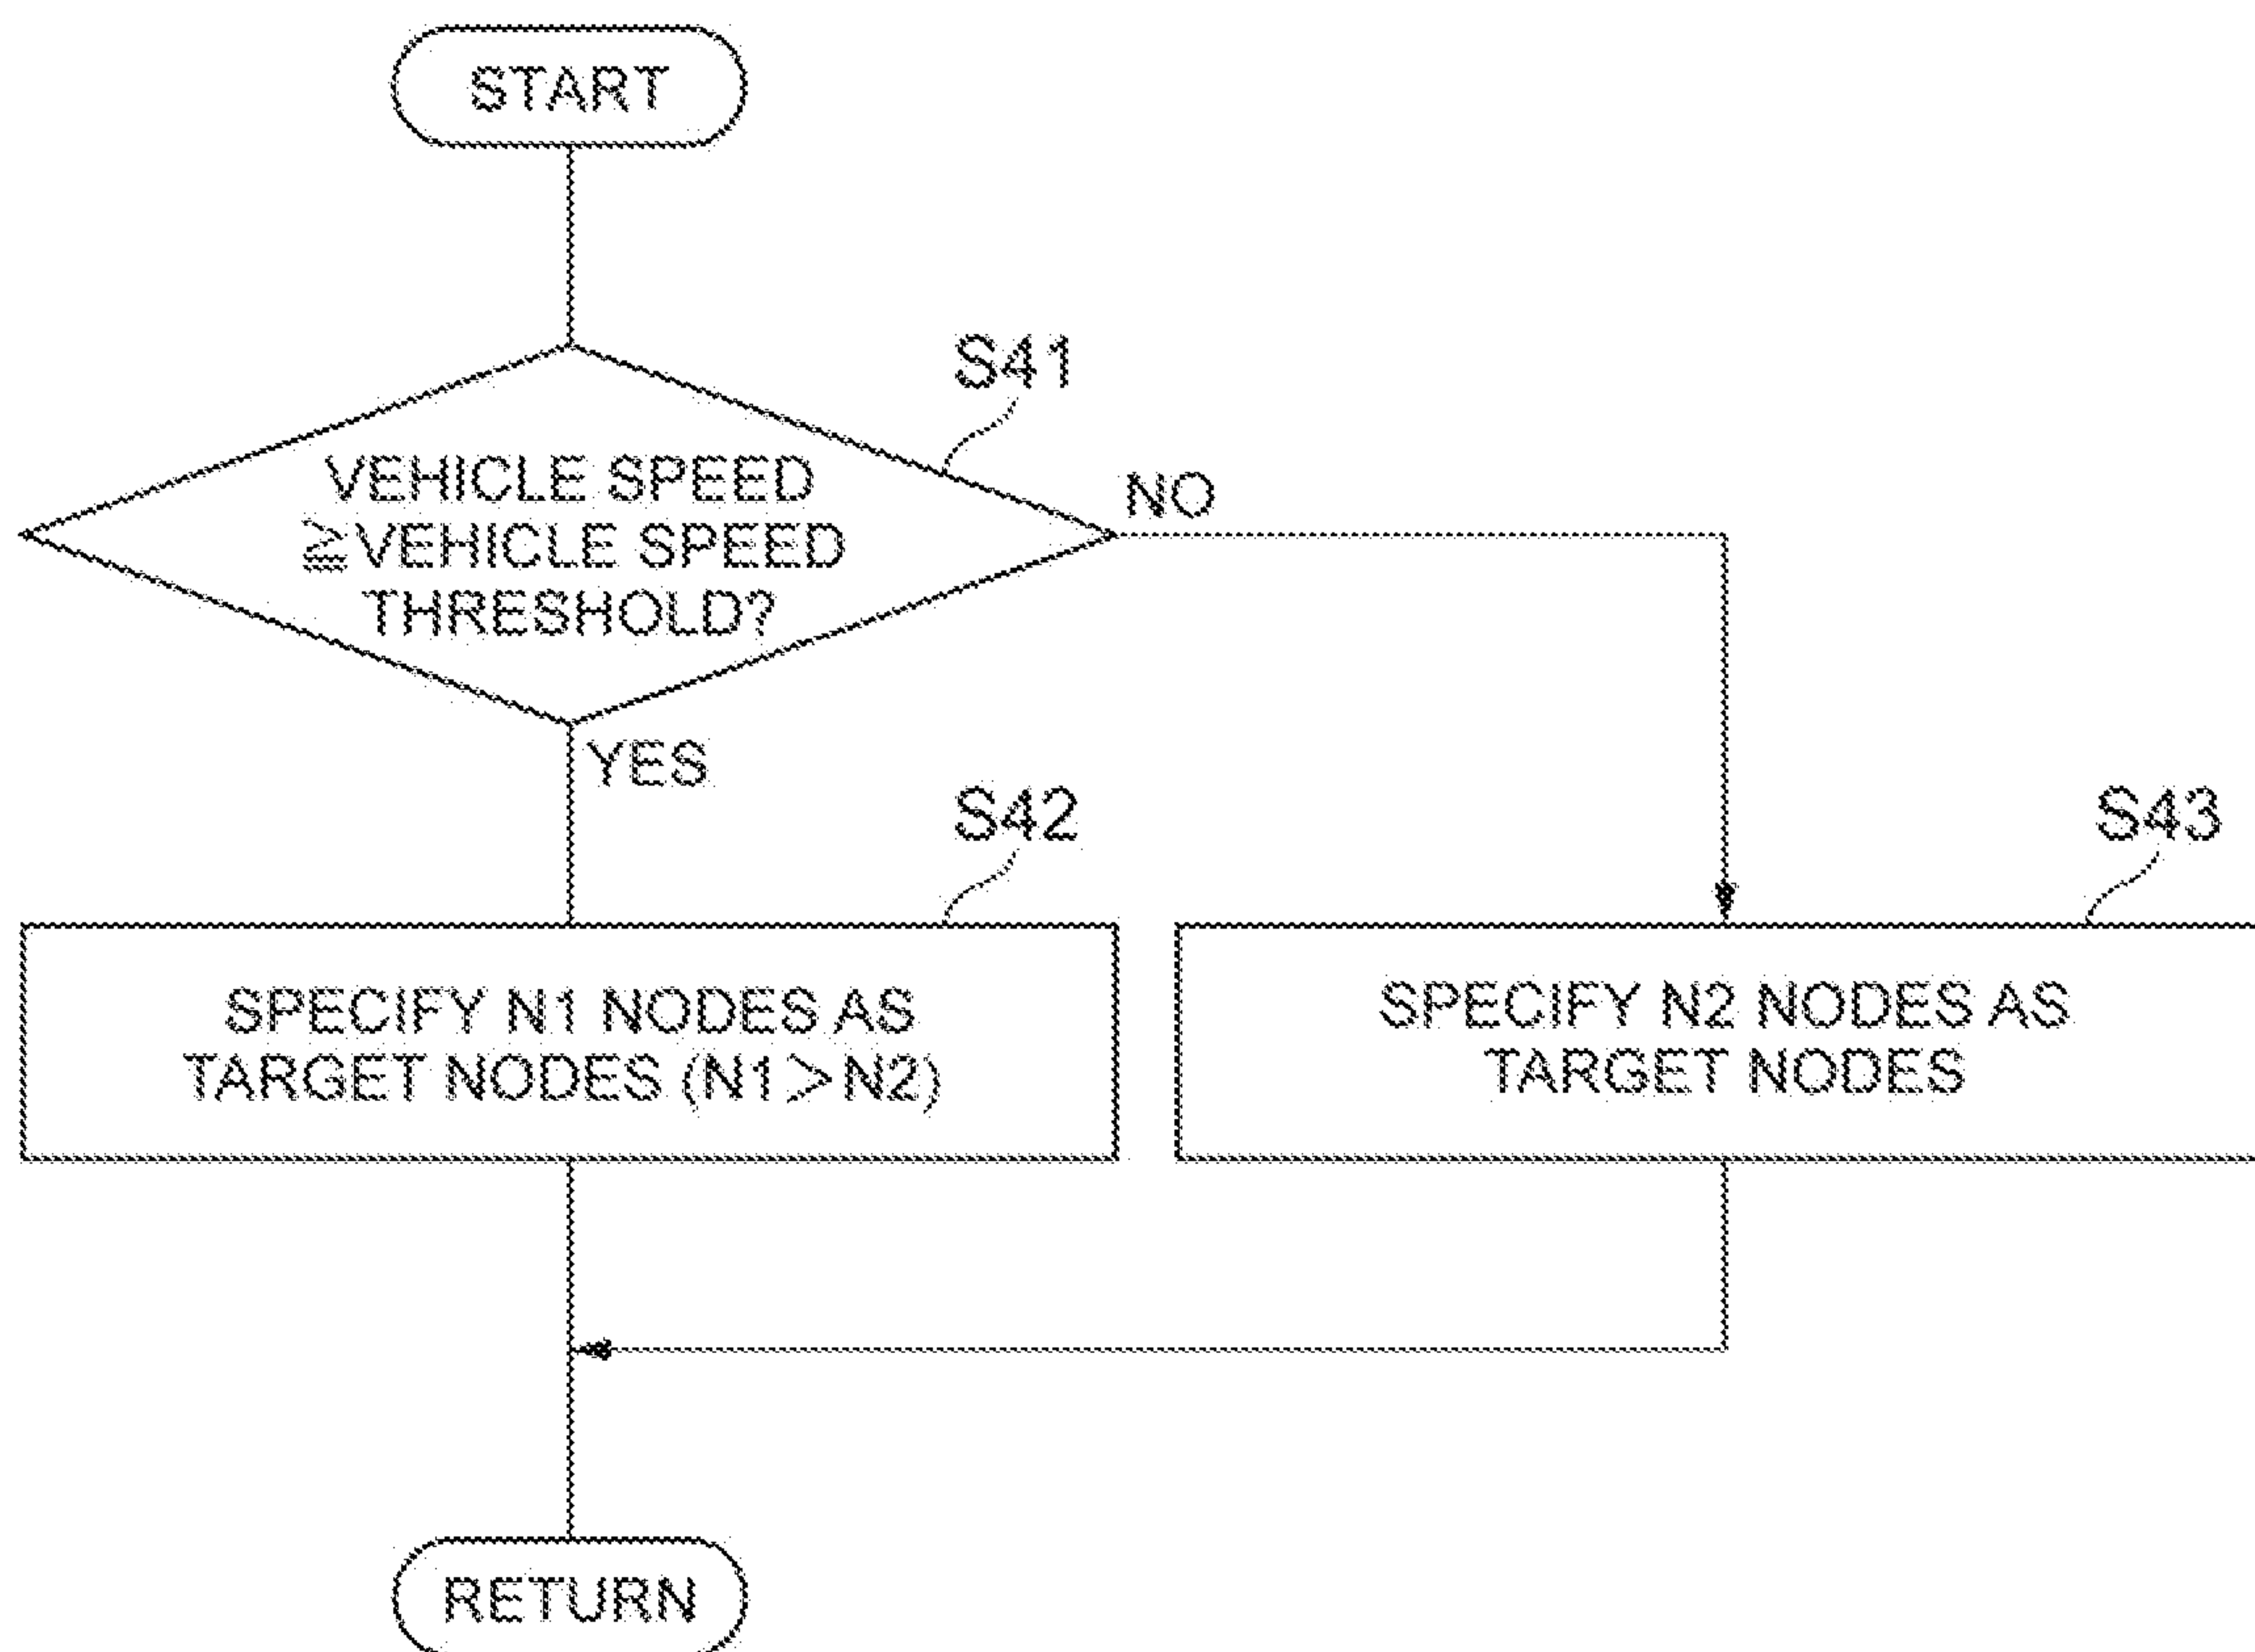 START
S41
VEHICLE SPEED
≧VEHICLE SPEED
THRESHOLD?
NO
YES
S42
S43
SPECIFY N1 NODES AS
TARGET NODES (N1>N2)
SPECIFY N2 NODES AS
TARGET NODES
RETURN